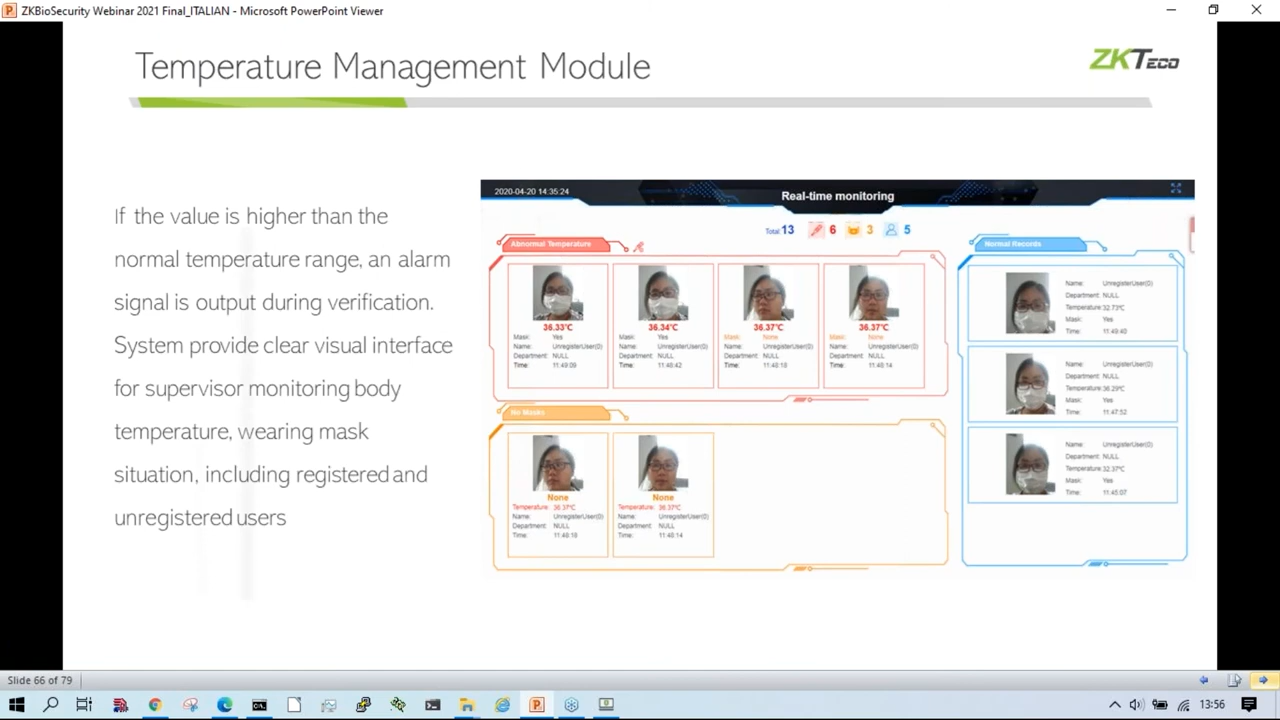 ZKBioSecurity Webinar 2021 Final_ITALIAN - Microsoft PowerPoint Viewer
Temperature Management Module
ZKTECO
If the value is higher than the
normal temperature range, an alarm
signal is output during verification.
System provide clear visual interface
for supervisor monitoring body
temperature, wearing mask
situation, including registered and
unregistered users
2020-04-20 14:35:24
Real-time monitoring
Total: 13 6 3 5
Abnormal Temperature
36.33°C
Mask: Yes
Name: UnregisterUser(0)
Department: NULL
Time: 11:49:09
36.34°C
Mask: Yes
Name: UnregisterUser(0)
Department: NULL
Time: 11:48:42
36.37°C
Mask: None
Name: UnregisterUser(0)
Department: NULL
Time: 11:48:18
36.37°C
Mask: None
Name: UnregisterUser(0)
Department: NULL
Time: 11:48:14
No Masks
None
Temperature: 36.37°C
Name: UnregisterUser(0)
Department: NULL
Time: 11:48:18
None
Temperature: 36.37°C
Name: UnregisterUser(0)
Department: NULL
Time: 11:48:14
Normal Records
Name: UnregisterUser(0)
Department: NULL
Temperature: 32.73°C
Mask: Yes
Time: 11:49:40
Name: UnregisterUser(0)
Department: NULL
Temperature: 36.29°C
Mask: Yes
Time: 11:47:52
Name: UnregisterUser(0)
Department: NULL
Temperature: 32.37°C
Mask: Yes
Time: 11:45:07
Slide 66 of 79
13:56